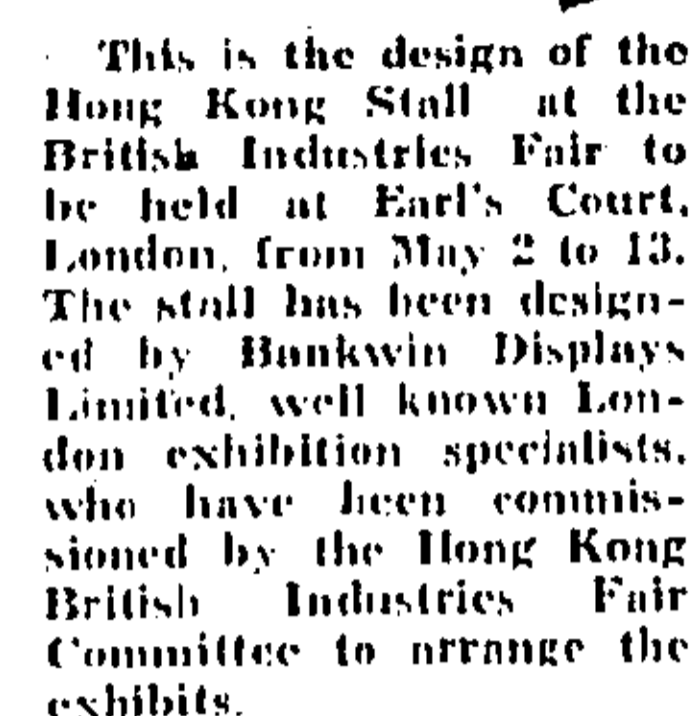 This is the design of the
Hong Kong Stall at the
British Industries Fair to
be held at Earl's Court,
London, from May 2 to 13.
The stall has been design-
ed by Bankwin Displays
Limited, well known Lon-
don exhibition specialists,
who have been commis-
sioned by the Hong Kong
British Industries Fair
Committee to arrange the
exhibits.